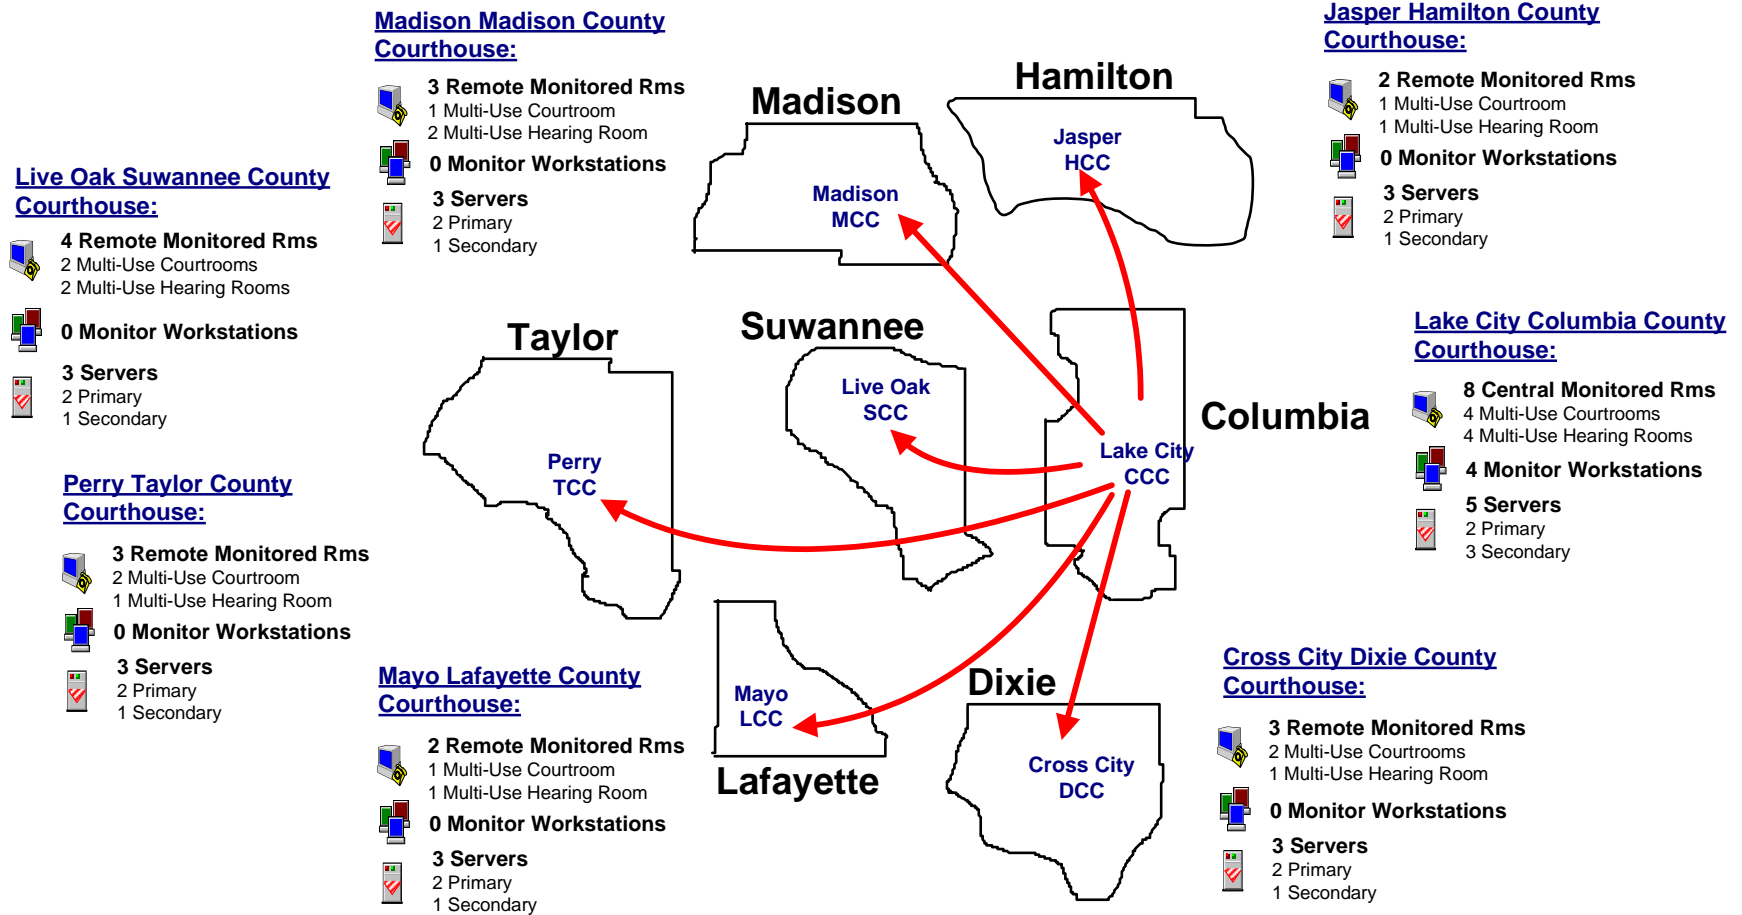 Madison Madison County
Courthouse:
3 Remote Monitored Rms
1 Multi-Use Courtroom
2 Multi-Use Hearing Room
0 Monitor Workstations
3 Servers
2 Primary
1 Secondary
Jasper Hamilton County
Courthouse:
2 Remote Monitored Rms
1 Multi-Use Courtroom
1 Multi-Use Hearing Room
0 Monitor Workstations
3 Servers
2 Primary
1 Secondary
Live Oak Suwannee County
Courthouse:
4 Remote Monitored Rms
2 Multi-Use Courtrooms
2 Multi-Use Hearing Rooms
0 Monitor Workstations
3 Servers
2 Primary
1 Secondary
Madison
Madison
MCC
Hamilton
Jasper
HCC
Taylor
Perry
TCC
Suwannee
Live Oak
SCC
Columbia
Lake City
CCC
Lake City Columbia County
Courthouse:
8 Central Monitored Rms
4 Multi-Use Courtrooms
4 Multi-Use Hearing Rooms
4 Monitor Workstations
5 Servers
2 Primary
3 Secondary
Perry Taylor County
Courthouse:
3 Remote Monitored Rms
2 Multi-Use Courtroom
1 Multi-Use Hearing Room
0 Monitor Workstations
3 Servers
2 Primary
1 Secondary
Mayo Lafayette County
Courthouse:
2 Remote Monitored Rms
1 Multi-Use Courtroom
1 Multi-Use Hearing Room
0 Monitor Workstations
3 Servers
2 Primary
1 Secondary
Mayo
LCC
Lafayette
Dixie
Cross City
DCC
Cross City Dixie County
Courthouse:
3 Remote Monitored Rms
2 Multi-Use Courtrooms
1 Multi-Use Hearing Room
0 Monitor Workstations
3 Servers
2 Primary
1 Secondary